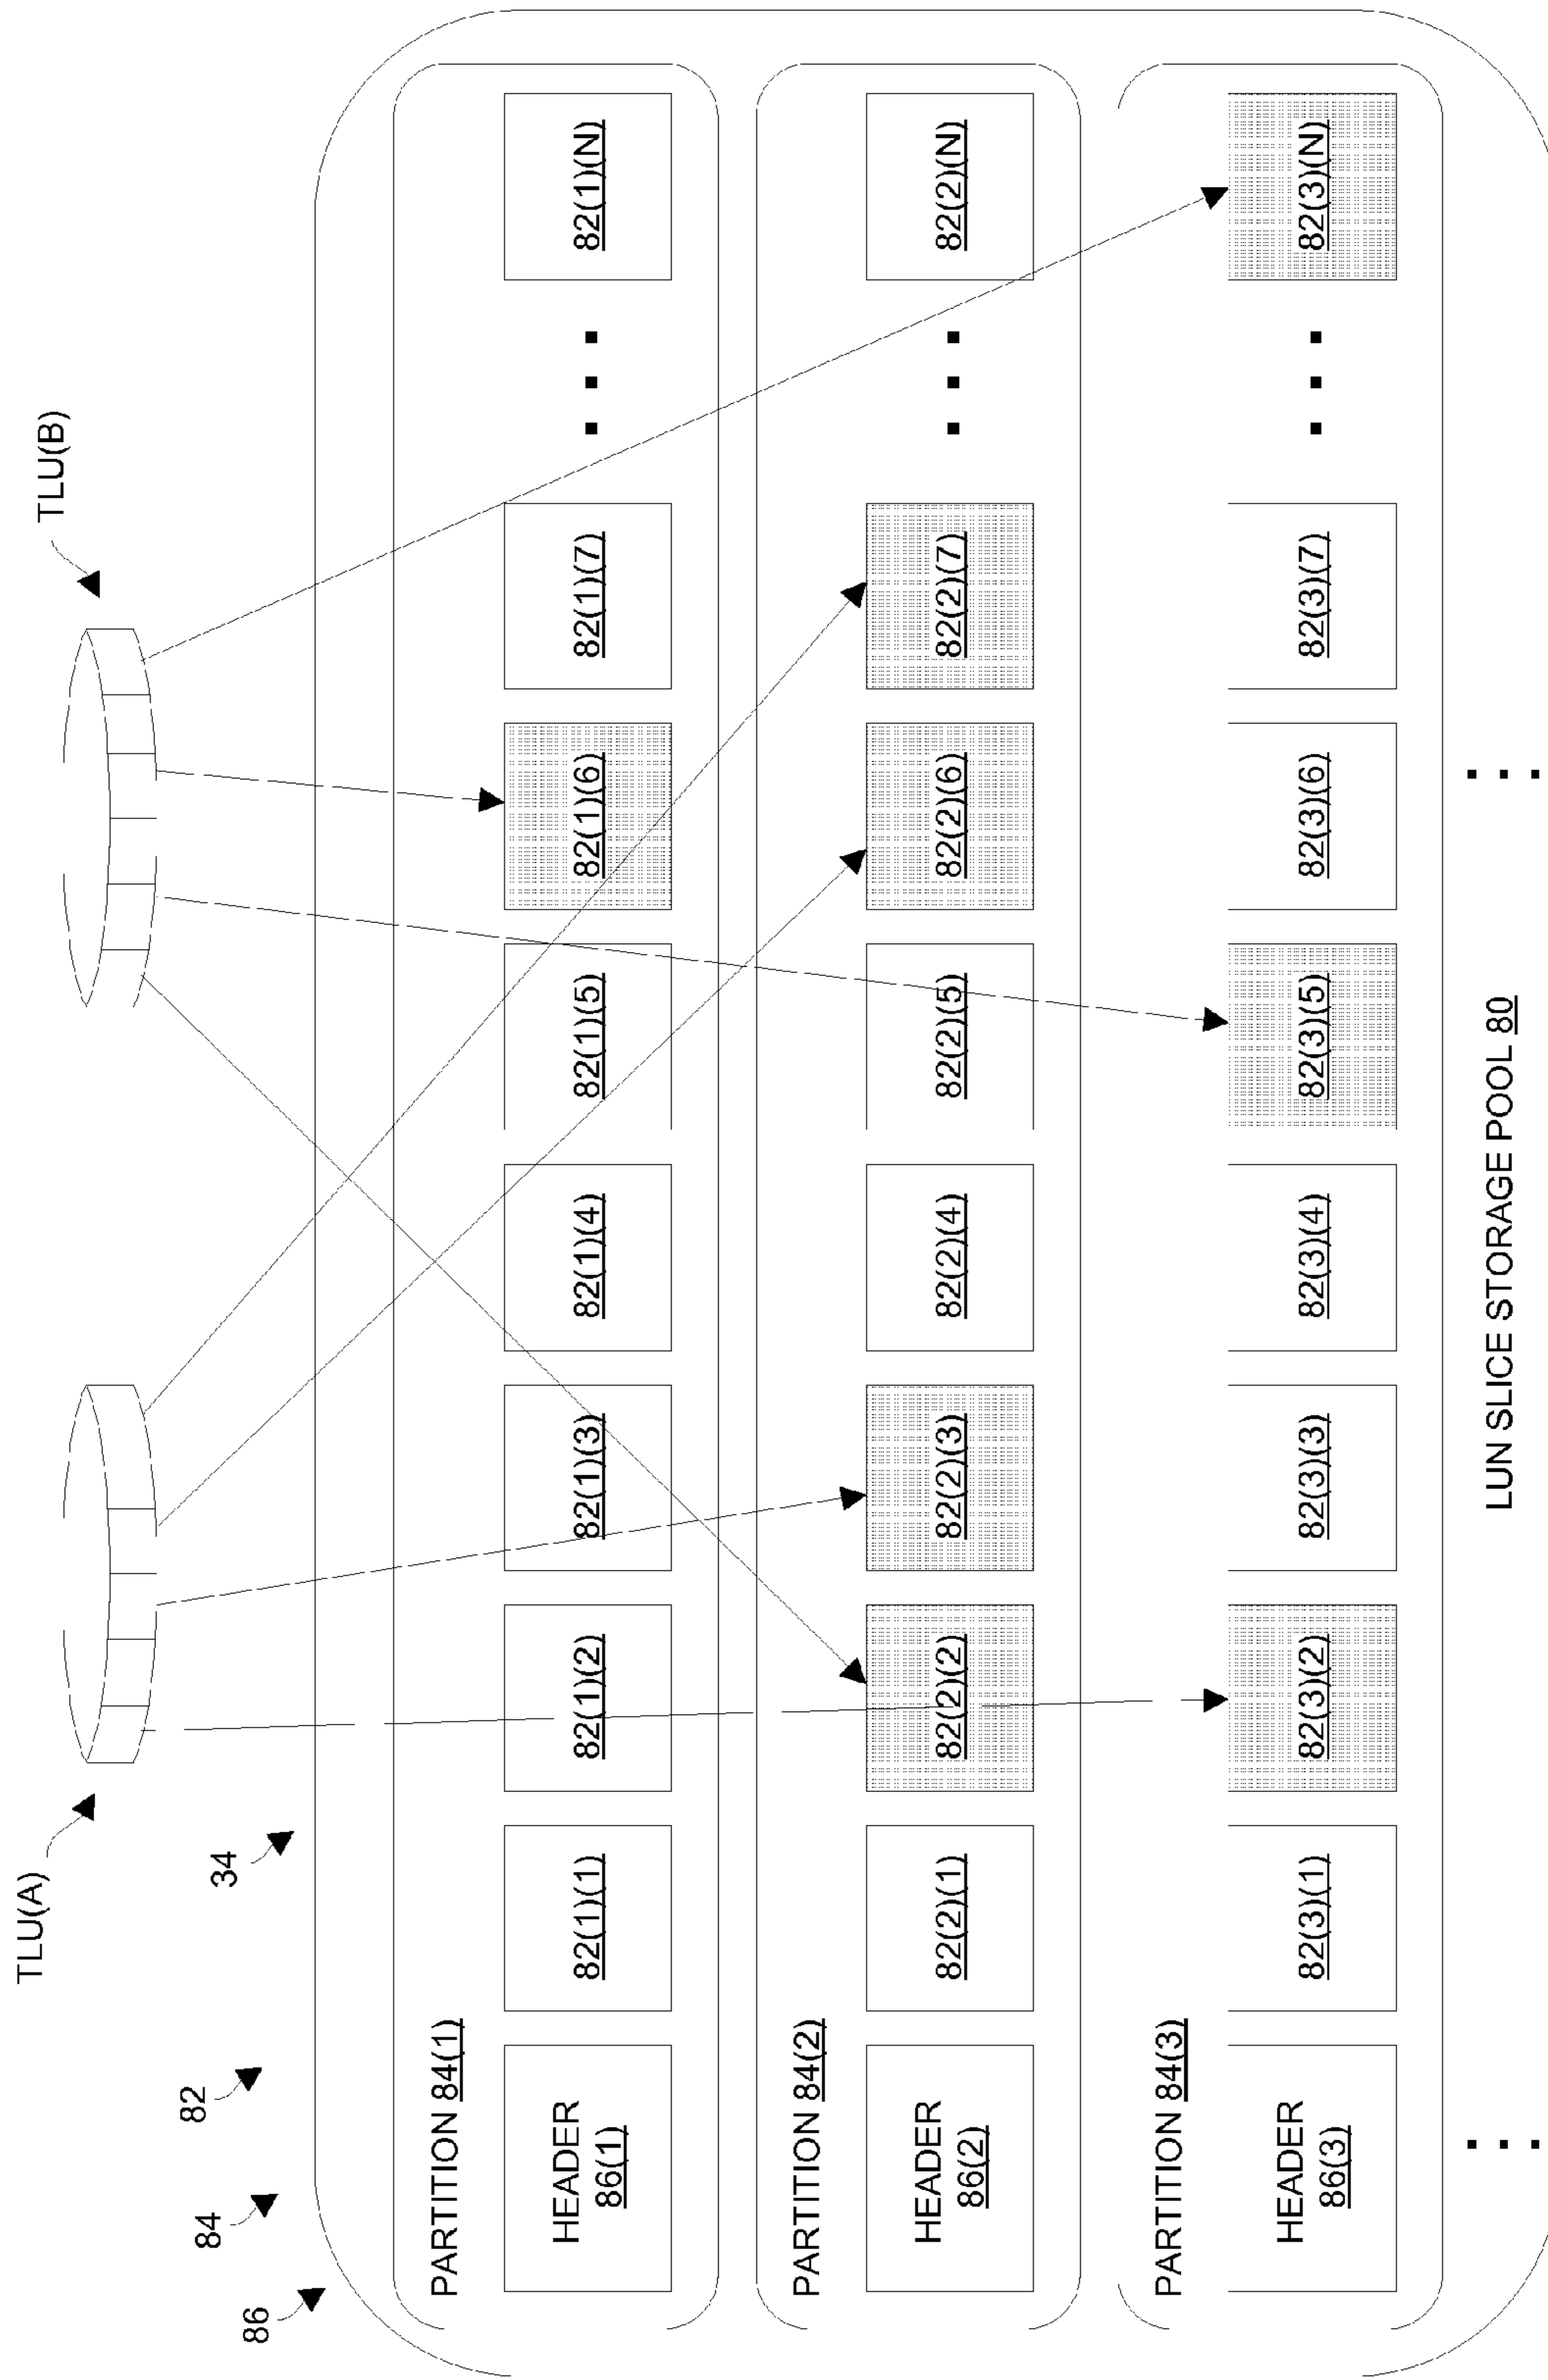 TLU(A)
TLU(B)
34
82
84
86
PARTITION 84(1)
HEADER
86(1)
82(1)(1)
82(1)(2)
82(1)(3)
82(1)(4)
82(1)(5)
82(1)(6)
82(1)(7)
. . .
82(1)(N)
PARTITION 84(2)
HEADER
86(2)
82(2)(1)
82(2)(2)
82(2)(3)
82(2)(4)
82(2)(5)
82(2)(6)
82(2)(7)
. . .
82(2)(N)
PARTITION 84(3)
HEADER
86(3)
82(3)(1)
82(3)(2)
82(3)(3)
82(3)(4)
82(3)(5)
82(3)(6)
82(3)(7)
. . .
82(3)(N)
. . .
. . .
LUN SLICE STORAGE POOL 80